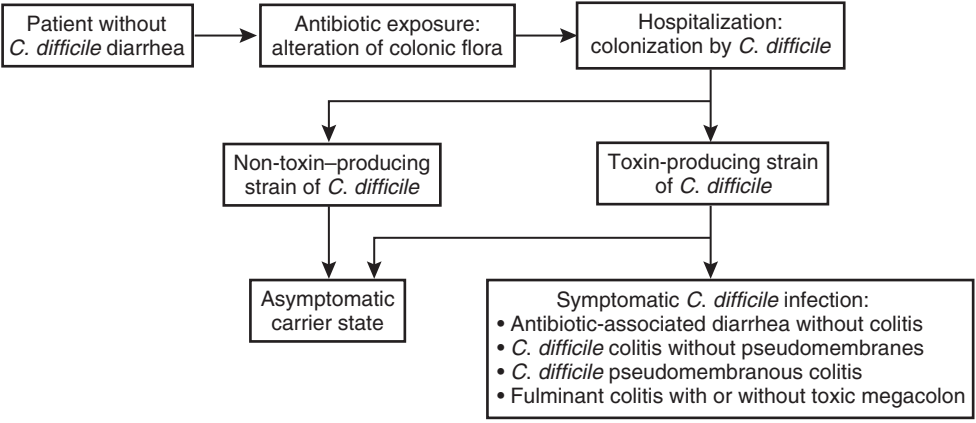 Patient without
C. difficile diarrhea
Antibiotic exposure:
alteration of colonic flora
Hospitalization:
colonization by C. difficile
Non-toxin–producing
strain of C. difficile
Toxin-producing strain
of C. difficile
Asymptomatic
carrier state
Symptomatic C. difficile infection:
• Antibiotic-associated diarrhea without colitis
• C. difficile colitis without pseudomembranes
• C. difficile pseudomembranous colitis
• Fulminant colitis with or without toxic megacolon